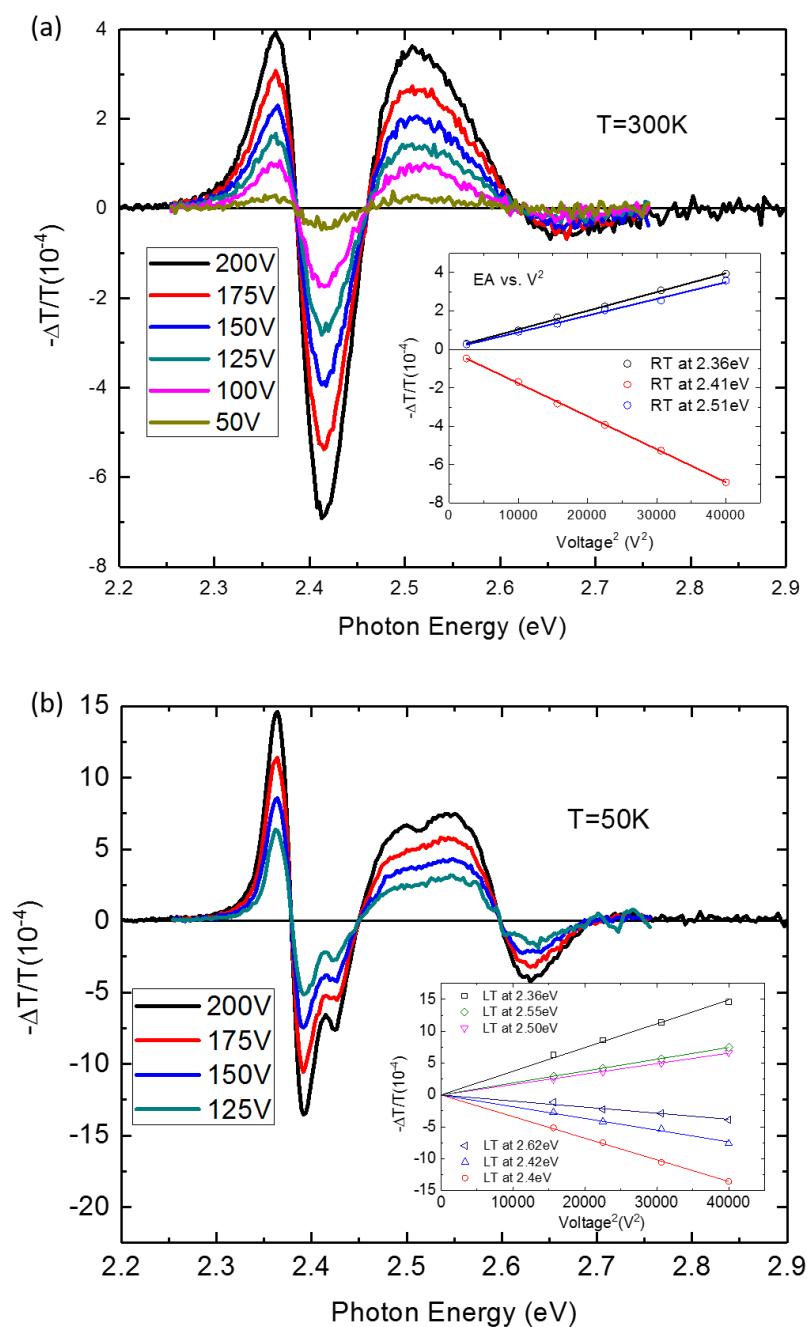 (a)
4
2
0
-2
-4
-6
-8
-ΔT/T(10⁻⁴)
T=300K
200V
175V
150V
125V
100V
50V
EA vs. V²
4
2
0
-2
-4
-6
-8
-ΔT/T(10⁻⁴)
RT at 2.36eV
RT at 2.41eV
RT at 2.51eV
0 10000 20000 30000 40000
Voltage² (V²)
2.2 2.3 2.4 2.5 2.6 2.7 2.8 2.9
Photon Energy (eV)
(b)
15
10
5
0
-5
-10
-15
-20
-ΔT/T(10⁻⁴)
T=50K
200V
175V
150V
125V
15
10
5
0
-5
-10
-15
-ΔT/T(10⁻⁴)
LT at 2.36eV
LT at 2.55eV
LT at 2.50eV
LT at 2.62eV
LT at 2.42eV
LT at 2.4eV
0 10000 20000 30000 40000
Voltage²(V²)
2.2 2.3 2.4 2.5 2.6 2.7 2.8 2.9
Photon Energy (eV)